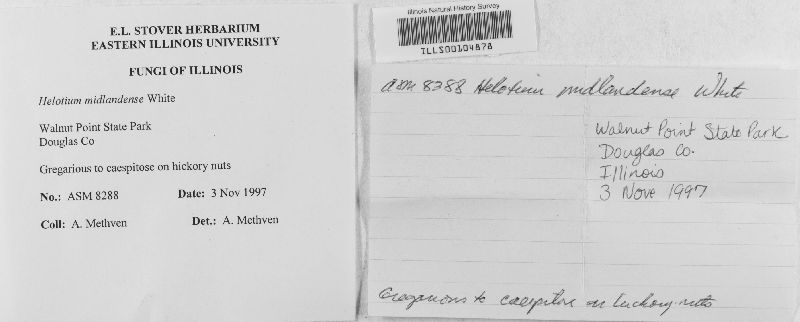 E.L. STOVER HERBARIUM
EASTERN ILLINOIS UNIVERSITY
FUNGI OF ILLINOIS
Helotium midlandense White
Walnut Point State Park
Douglas Co
Gregarious to caespitose on hickory nuts
No.: ASM 8288 Date: 3 Nov 1997
Coll: A. Methven Det.: A. Methven
Illinois Natural History Survey
ILLS00104878
ASM 8288 Helotium midlandense White
Walnut Point State Park
Douglas Co.
Illinois
3 Nove 1997
Gregarious to caespitose on hickory nuts